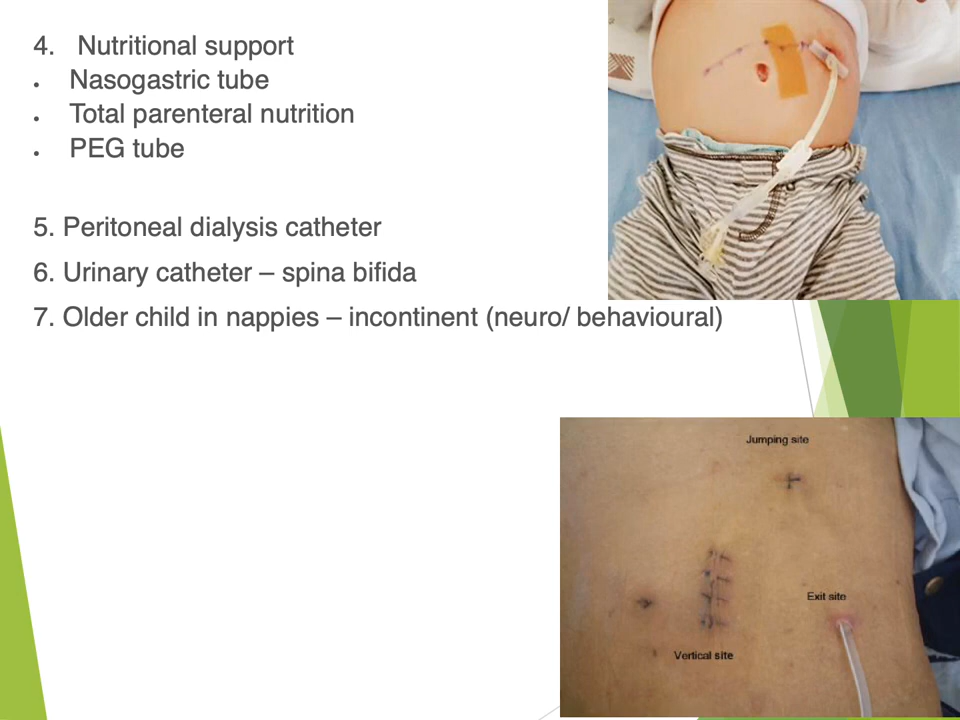 4. Nutritional support
• Nasogastric tube
• Total parenteral nutrition
• PEG tube
5. Peritoneal dialysis catheter
6. Urinary catheter – spina bifida
7. Older child in nappies – incontinent (neuro/ behavioural)
Jumping site
Exit site
Vertical site